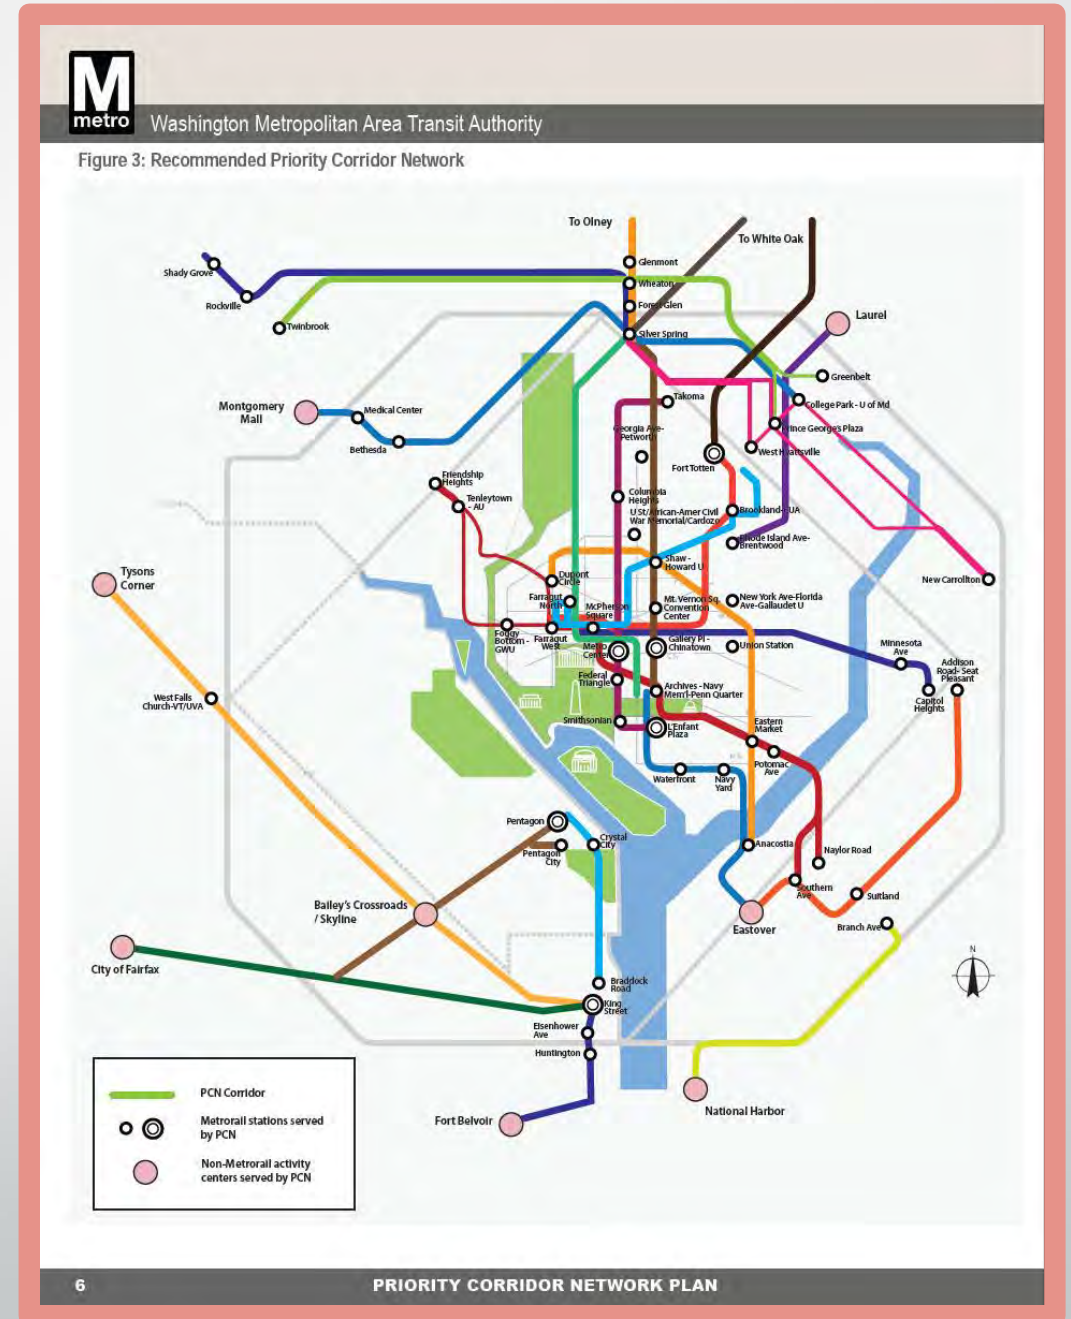 M
metro
Washington Metropolitan Area Transit Authority
Figure 3: Recommended Priority Corridor Network
To Olney
To White Oak
Glenmont
Shady Grove
Wheaton
Rockville
Forest Glen
Laurel
Twinbrook
Silver Spring
Greenbelt
Takoma
College Park - U of Md
Montgomery
Mall
Medical Center
Georgia Ave-
Petworth
Prince George's Plaza
Bethesda
West Hyattsville
Fort Totten
Friendship
Heights
Tenleytown
- AU
Columbia
Heights
U St/African-Amer Civil
War Memorial/Cardozo
Brookland - UA
Rhode Island Ave-
Brentwood
Shaw -
Howard U
Tysons
Corner
Dupont
Circle
New Carrollton
Farragut
North
McPherson
Square
Mt. Vernon Sq.
Convention
Center
New York Ave-Florida
Ave-Gallaudet U
Foggy
Bottom -
GWU
Farragut
West
Metro
Center
Gallery Pl -
Chinatown
Union Station
Minnesota
Ave
Addison
Road- Seat
Pleasant
Federal
Triangle
Archives - Navy
Mem'l-Penn Quarter
Capitol
Heights
West Falls
Church-VT/UVA
Smithsonian
L'Enfant
Plaza
Eastern
Market
Potomac
Ave
Waterfront
Navy
Yard
Pentagon
Crystal
City
Pentagon
City
Anacostia
Naylor Road
Southern
Ave
Suitland
Bailey's Crossroads
/ Skyline
Eastover
Branch Ave
City of Fairfax
N
Braddock
Road
King
Street
Eisenhower
Ave
Huntington
PCN Corridor
Metrorail stations served
by PCN
Non-Metrorail activity
centers served by PCN
Fort Belvoir
National Harbor
6
PRIORITY CORRIDOR NETWORK PLAN